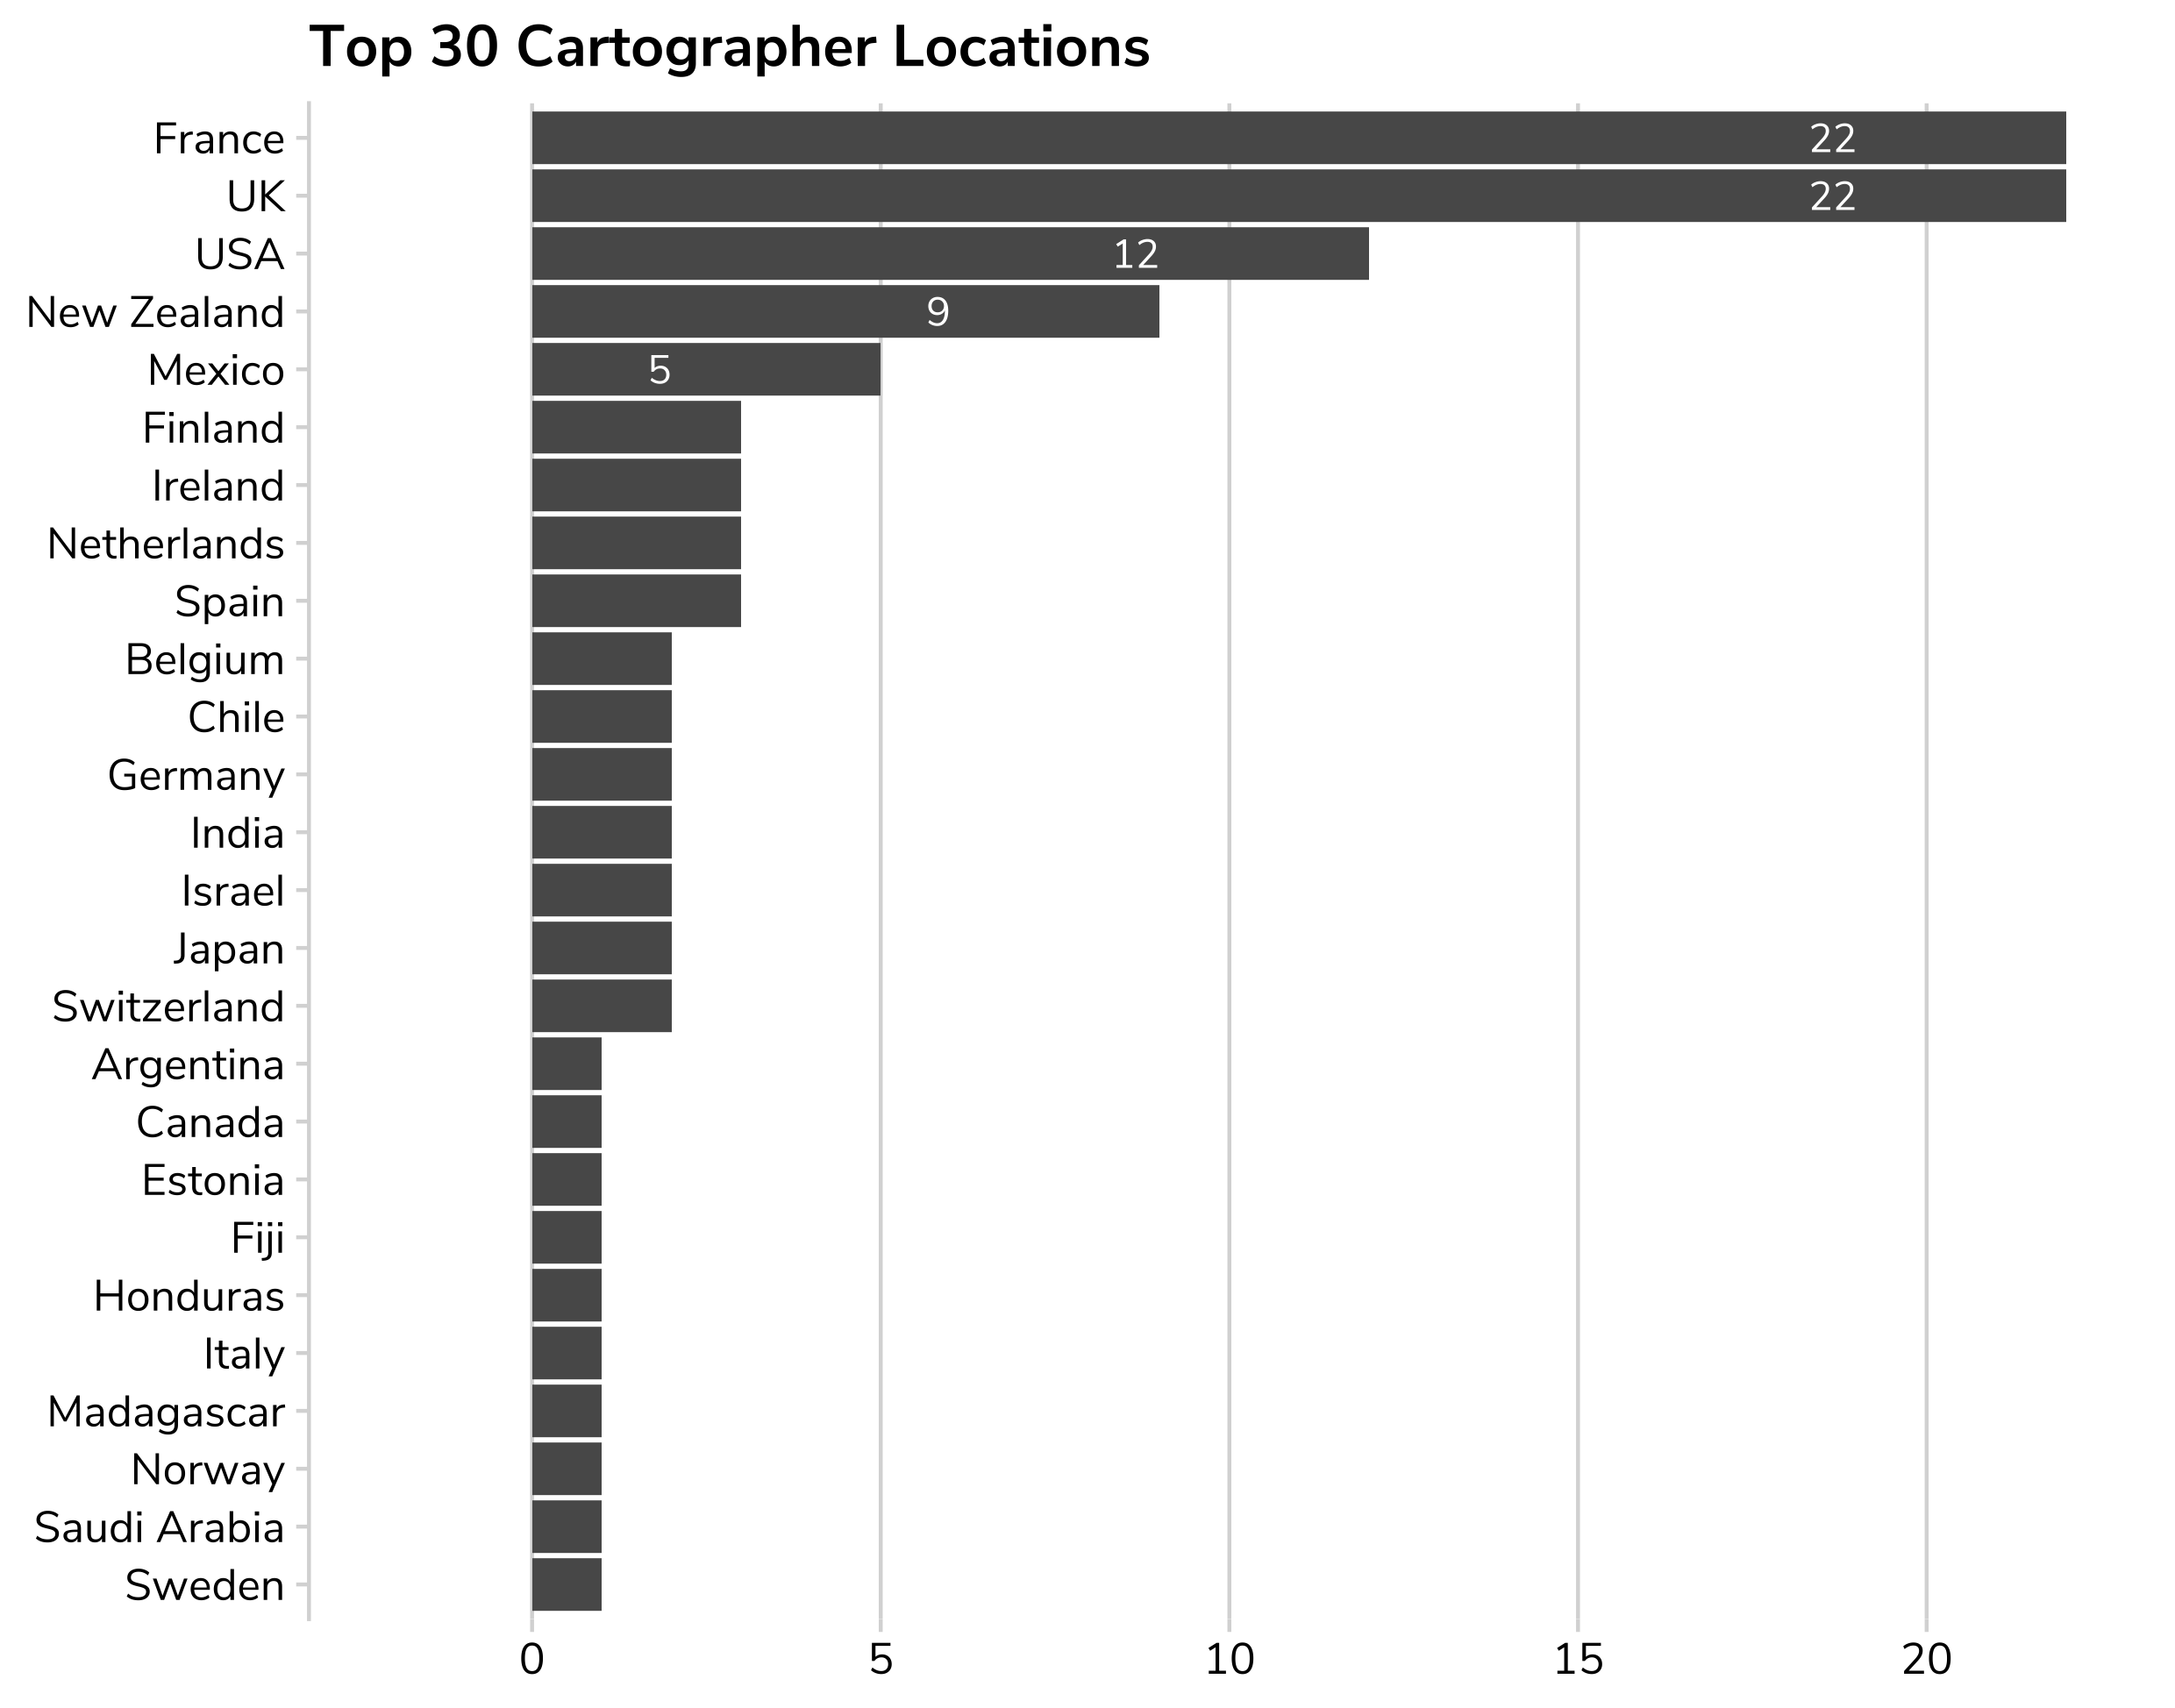 Top 30 Cartographer Locations
France 22
UK 22
USA 12
New Zealand 9
Mexico 5
Finland
Ireland
Netherlands
Spain
Belgium
Chile
Germany
India
Israel
Japan
Switzerland
Argentina
Canada
Estonia
Fiji
Honduras
Italy
Madagascar
Norway
Saudi Arabia
Sweden
0 5 10 15 20